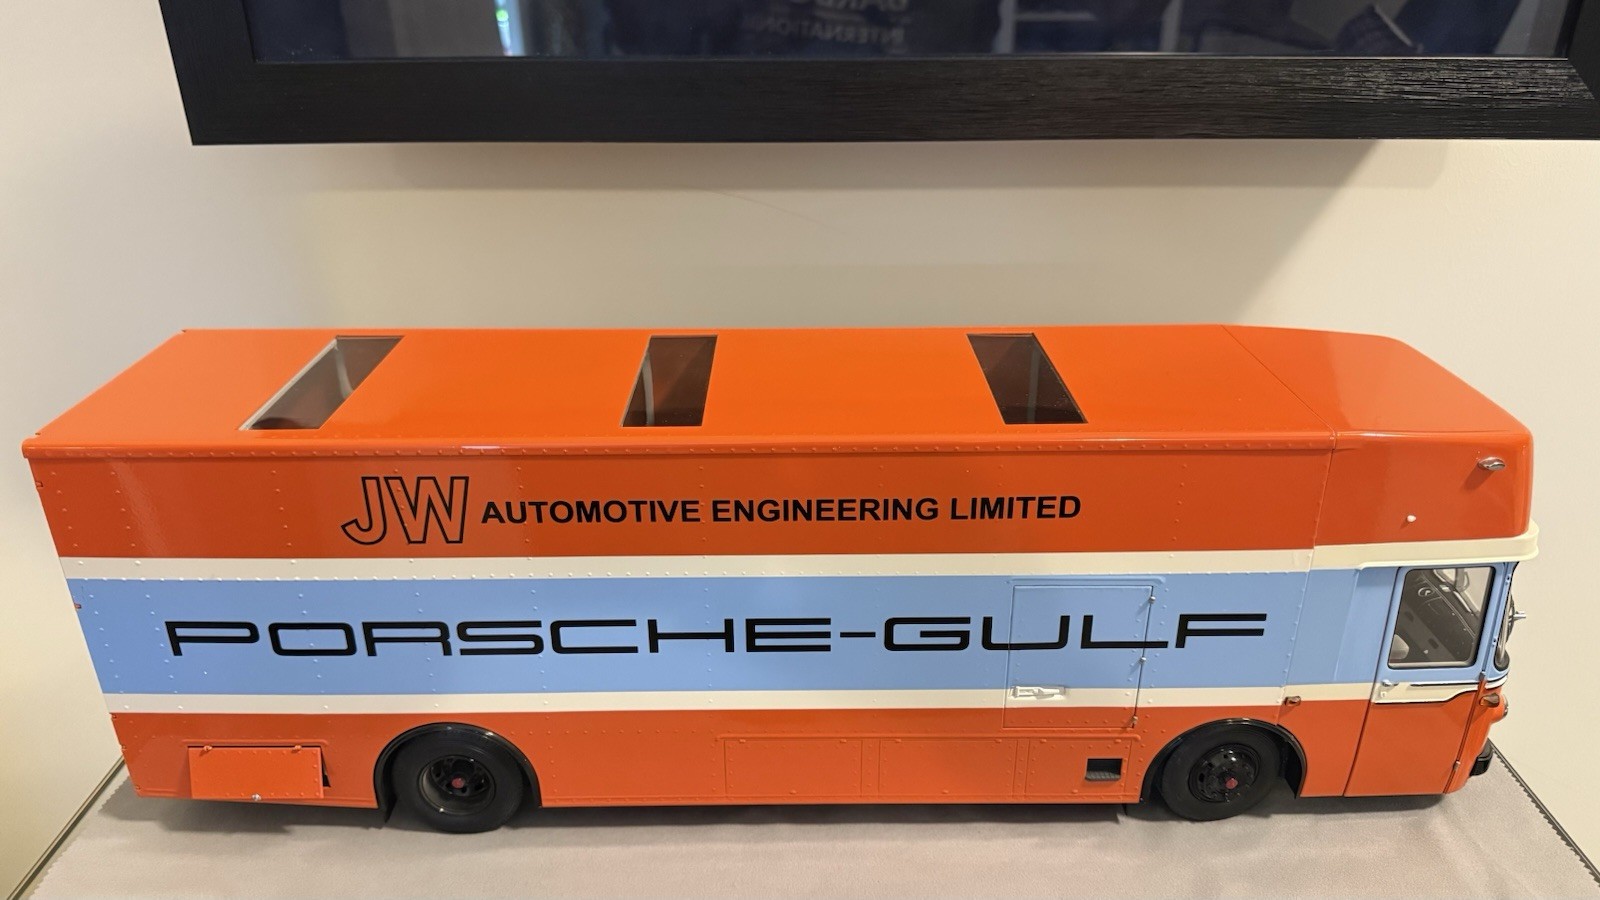 JW AUTOMOTIVE ENGINEERING LIMITED
PORSCHE-GULF